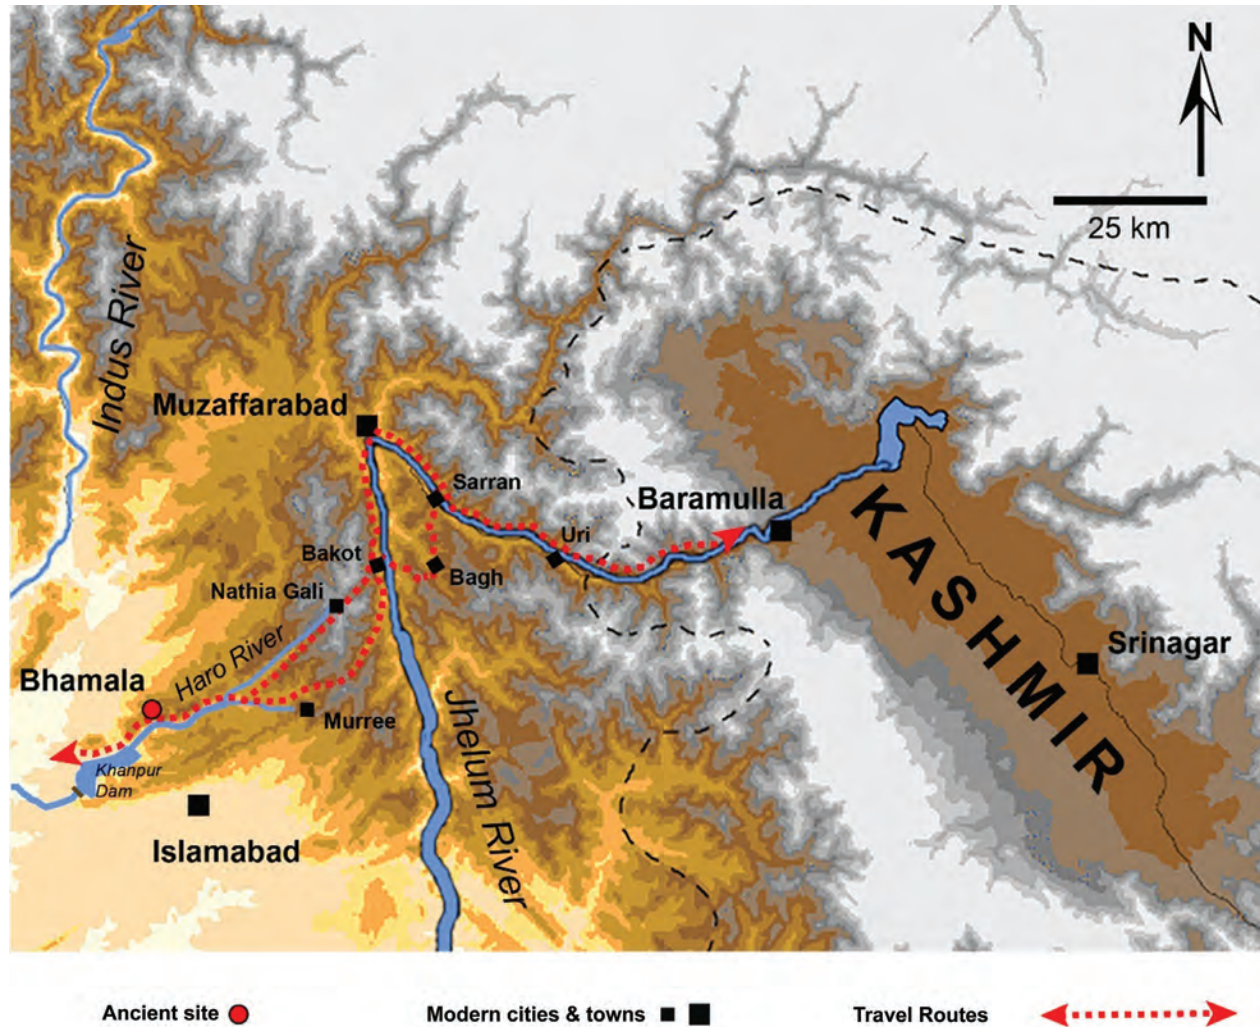 N
25 km
Indus River
Muzaffarabad
Sarran
Baramulla
Uri
Bakot
Bagh
Nathia Gali
KASHMIR
Haro River
Srinagar
Bhamala
Murree
Jhelum River
Khanpur
Dam
Islamabad
Ancient site
Modern cities & towns
Travel Routes